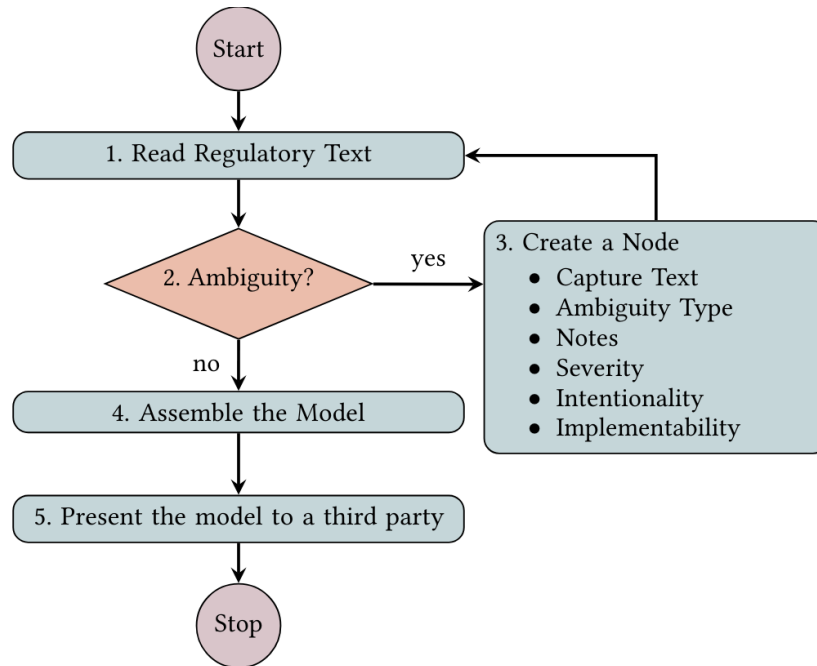 Start
1. Read Regulatory Text
2. Ambiguity?
yes
3. Create a Node
● Capture Text
● Ambiguity Type
● Notes
● Severity
● Intentionality
● Implementability
no
4. Assemble the Model
5. Present the model to a third party
Stop